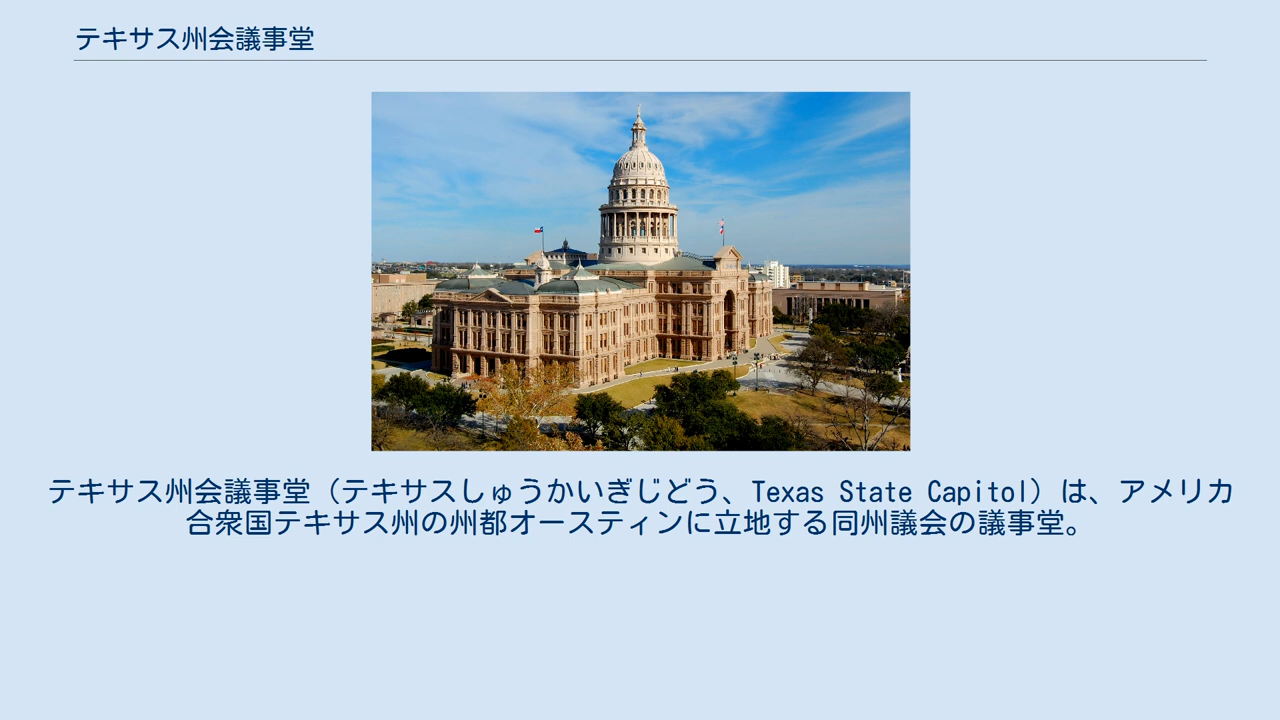 テキサス州会議事堂
テキサス州会議事堂（テキサスしゅうかいぎじどう、Texas State Capitol）は、アメリカ
合衆国テキサス州の州都オースティンに立地する同州議会の議事堂。